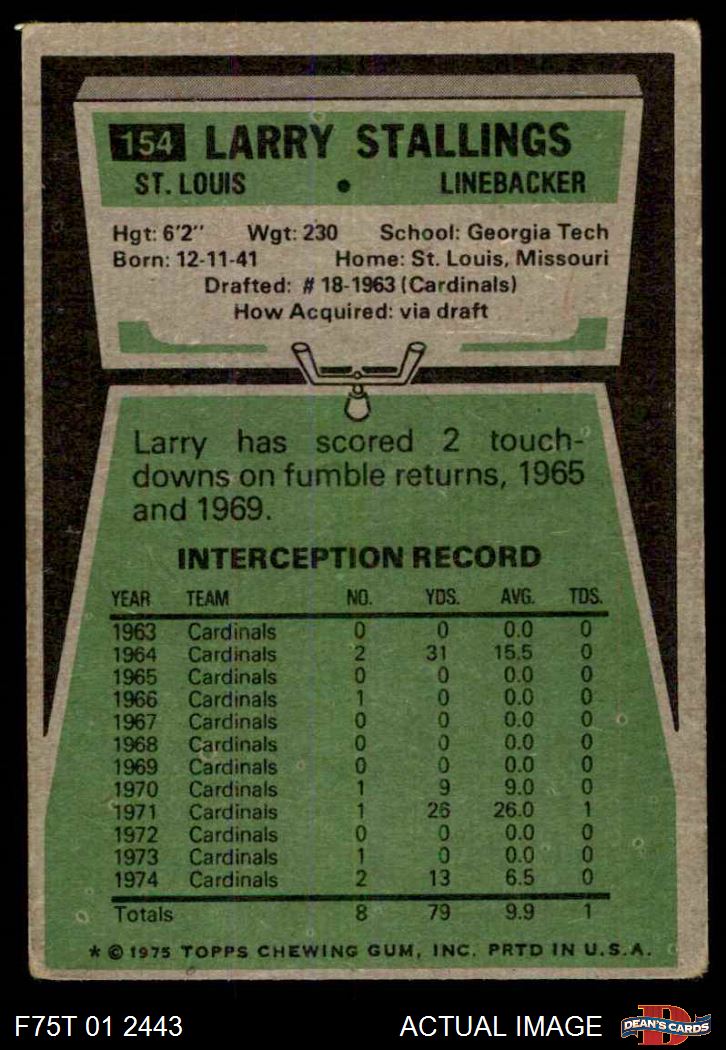 154 LARRY STALLINGS
ST. LOUIS • LINEBACKER
Hgt: 6'2" Wgt: 230 School: Georgia Tech
Born: 12-11-41 Home: St. Louis, Missouri
Drafted: # 18-1963 (Cardinals)
How Acquired: via draft
Larry has scored 2 touch-
downs on fumble returns, 1965
and 1969.
INTERCEPTION RECORD
YEAR TEAM NO. YDS. AVG. TDS.
1963 Cardinals 0 0 0.0 0
1964 Cardinals 2 31 15.5 0
1965 Cardinals 0 0 0.0 0
1966 Cardinals 1 0 0.0 0
1967 Cardinals 0 0 0.0 0
1968 Cardinals 0 0 0.0 0
1969 Cardinals 0 0 0.0 0
1970 Cardinals 1 9 9.0 0
1971 Cardinals 1 26 26.0 1
1972 Cardinals 0 0 0.0 0
1973 Cardinals 1 0 0.0 0
1974 Cardinals 2 13 6.5 0
Totals 8 79 9.9 1
* © 1975 TOPPS CHEWING GUM, INC. PRTD IN U.S.A.
F75T 01 2443 ACTUAL IMAGE D DEAN'S CARDS